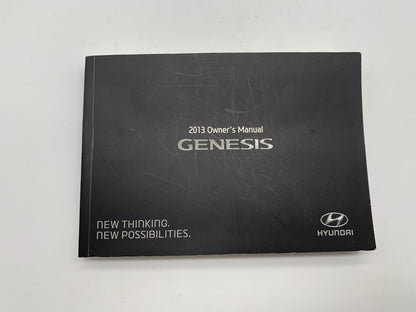 2013 Owner's Manual
GENESIS
NEW THINKING.
NEW POSSIBILITIES.
HYUNDAI